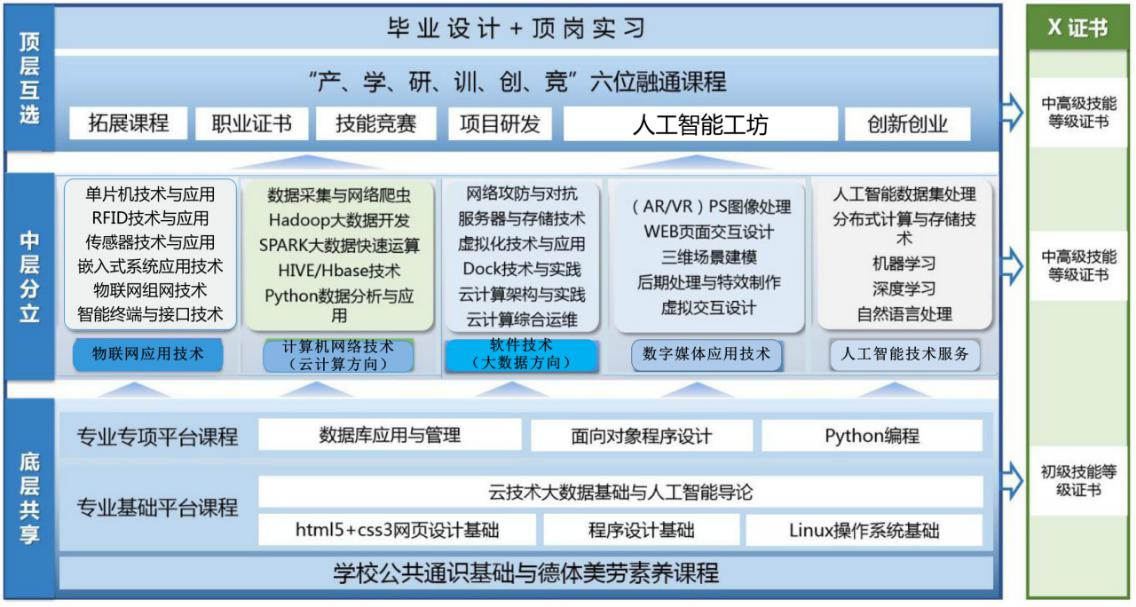 顶层互选
毕业设计+顶岗实习
“产、学、研、训、创、竞”六位融通课程
拓展课程
职业证书
技能竞赛
项目研发
人工智能工坊
创新创业
中层分立
单片机技术与应用
RFID技术与应用
传感器技术与应用
嵌入式系统应用技术
物联网组网技术
智能终端与接口技术
物联网应用技术
数据采集与网络爬虫
Hadoop大数据开发
SPARK大数据快速运算
HIVE/Hbase技术
Python数据分析与应
用
计算机网络技术
（云计算方向）
网络攻防与对抗
服务器与存储技术
虚拟化技术与应用
Dock技术与实践
云计算架构与实践
云计算综合运维
软件技术
（大数据方向）
（AR/VR）PS图像处理
WEB页面交互设计
三维场景建模
后期处理与特效制作
虚拟交互设计
数字媒体应用技术
人工智能数据集处理
分布式计算与存储技
术
机器学习
深度学习
自然语言处理
人工智能技术服务
底层共享
专业专项平台课程
数据库应用与管理
面向对象程序设计
Python编程
专业基础平台课程
云技术大数据基础与人工智能导论
html5+css3网页设计基础
程序设计基础
Linux操作系统基础
学校公共通识基础与德体美劳素养课程
X 证书
中高级技能
等级证书
中高级技能
等级证书
初级技能等
级证书